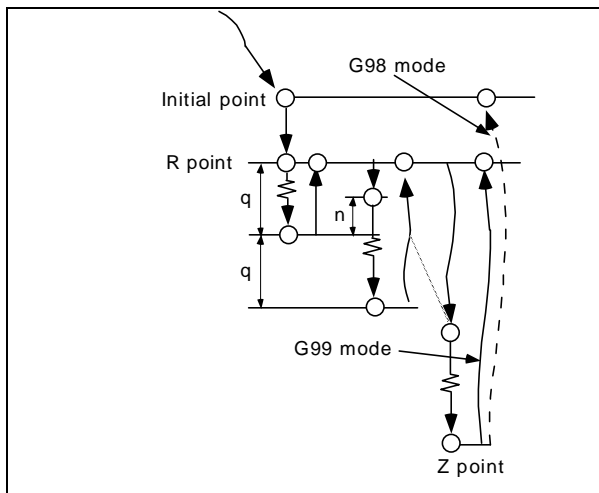 G98 mode
Initial point
R point
q
n
q
G99 mode
Z point